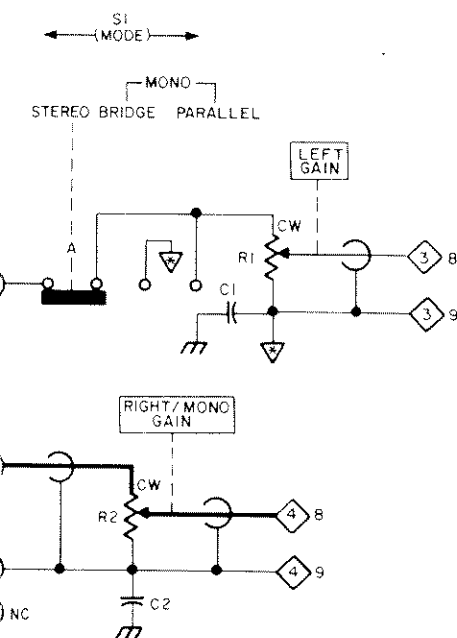 S1
(MODE)
MONO
STEREO BRIDGE PARALLEL
LEFT
GAIN
A
CW
R1
3 8
*
C1
3 9
*
RIGHT/MONO
GAIN
CW
R2
4 8
4 9
C2
NC